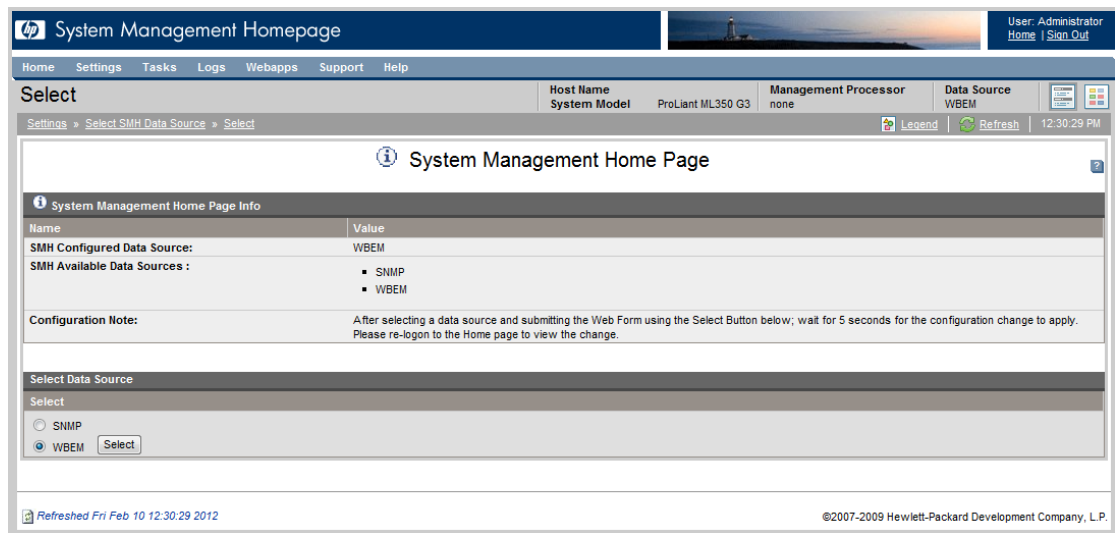 hp System Management Homepage
User: Administrator
Home | Sign Out
Home Settings Tasks Logs Webapps Support Help
Select
Host Name
System Model ProLiant ML350 G3
Management Processor
none
Data Source
WBEM
Settings » Select SMH Data Source » Select
Legend | Refresh | 12:30:29 PM
System Management Home Page
?
System Management Home Page Info
Name Value
SMH Configured Data Source: WBEM
SMH Available Data Sources :
▪ SNMP
▪ WBEM
Configuration Note: After selecting a data source and submitting the Web Form using the Select Button below; wait for 5 seconds for the configuration change to apply.
Please re-logon to the Home page to view the change.
Select Data Source
Select
SNMP
WBEM Select
Refreshed Fri Feb 10 12:30:29 2012
©2007-2009 Hewlett-Packard Development Company, L.P.